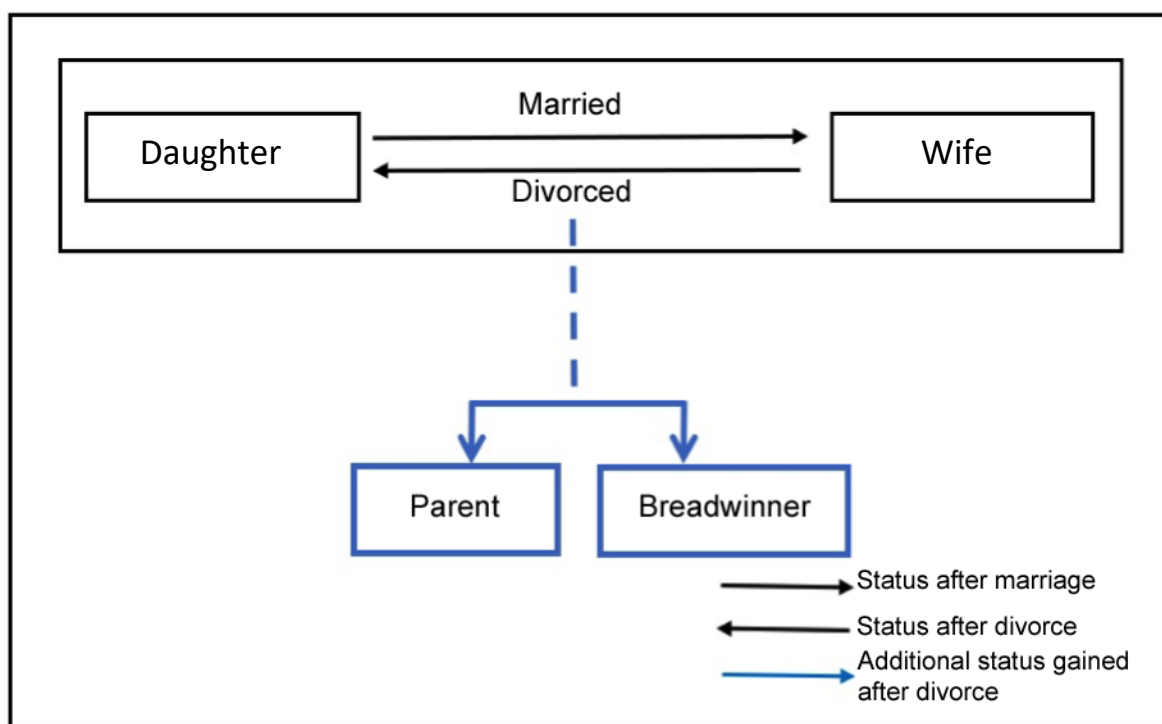 Married
Daughter
Wife
Divorced
Parent
Breadwinner
Status after marriage
Status after divorce
Additional status gained
after divorce